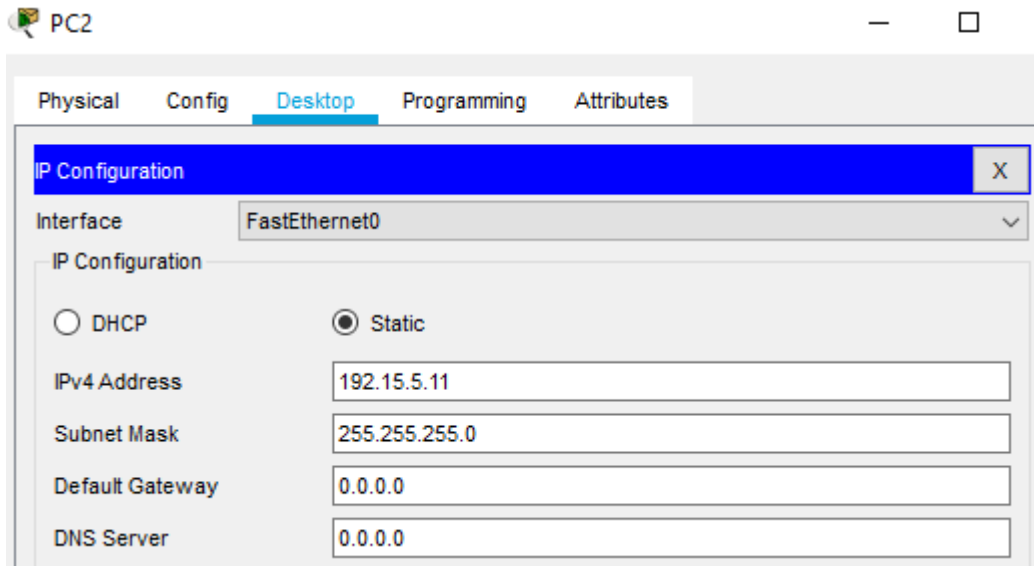 PC2
Physical Config Desktop Programming Attributes
IP Configuration X
Interface FastEthernet0
IP Configuration
DHCP Static
IPv4 Address 192.15.5.11
Subnet Mask 255.255.255.0
Default Gateway 0.0.0.0
DNS Server 0.0.0.0